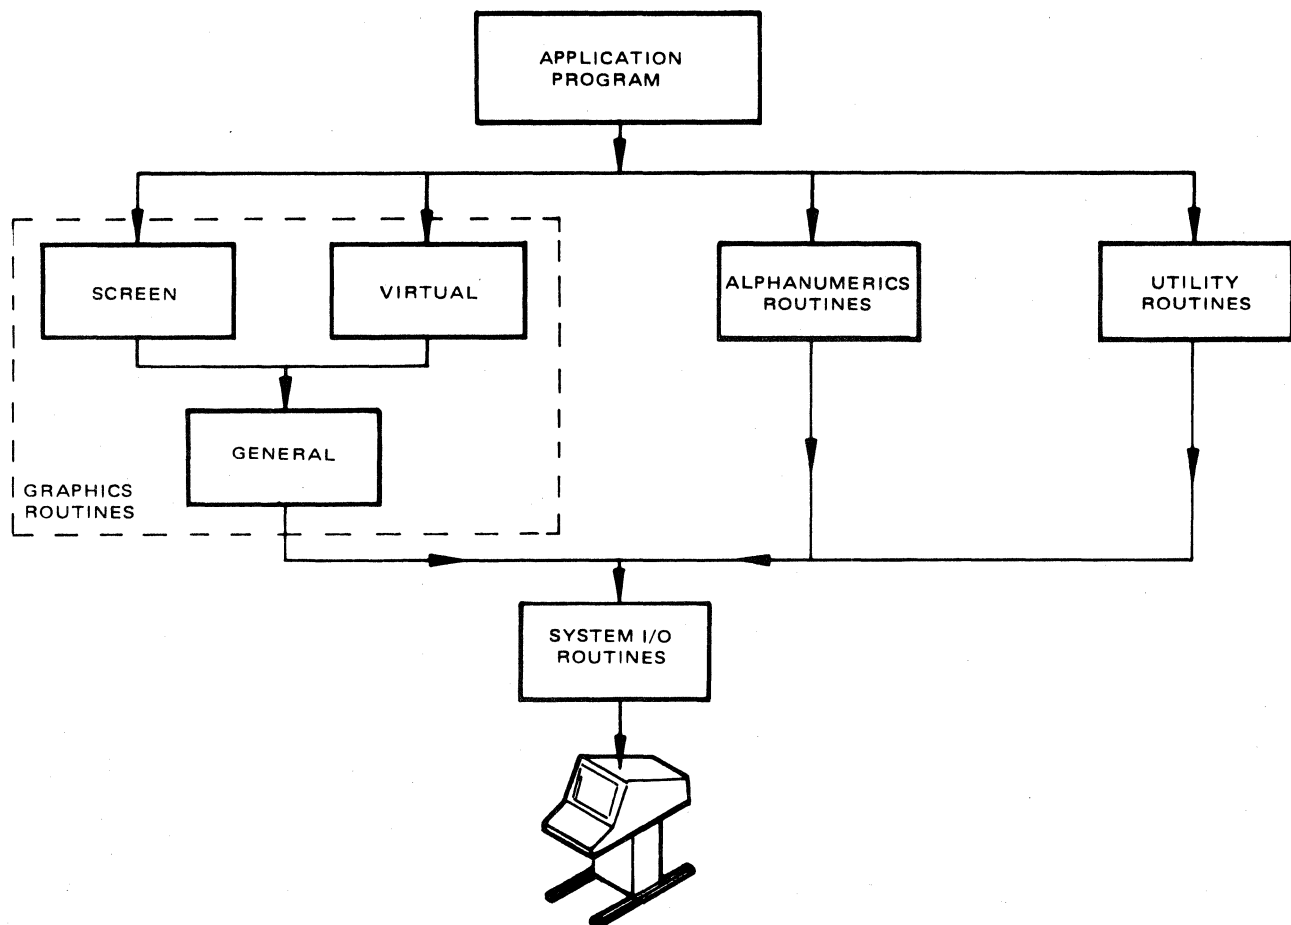 APPLICATION
PROGRAM
SCREEN
VIRTUAL
ALPHANUMERICS
ROUTINES
UTILITY
ROUTINES
GENERAL
GRAPHICS
ROUTINES
SYSTEM I/O
ROUTINES